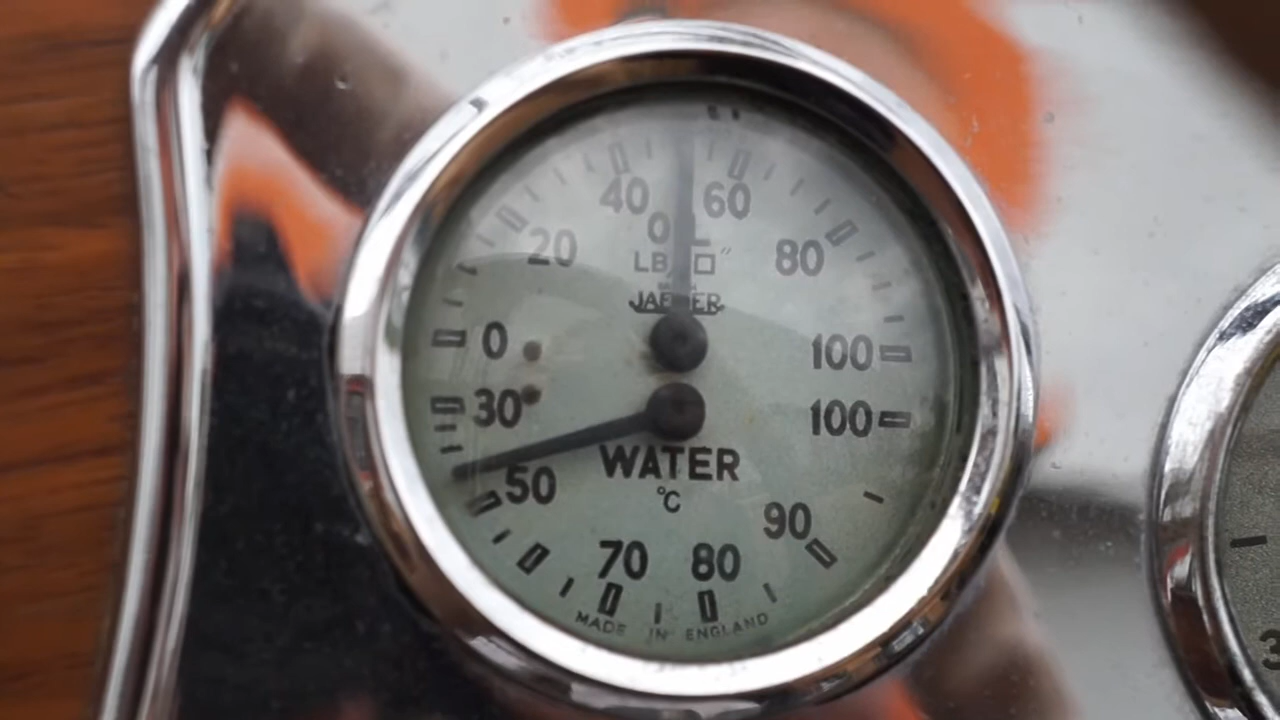 40 60
OIL
20 LB/□" 80
JAEGER
0 100
30° 100
WATER
50 °C
90
70 80
MADE IN ENGLAND
3